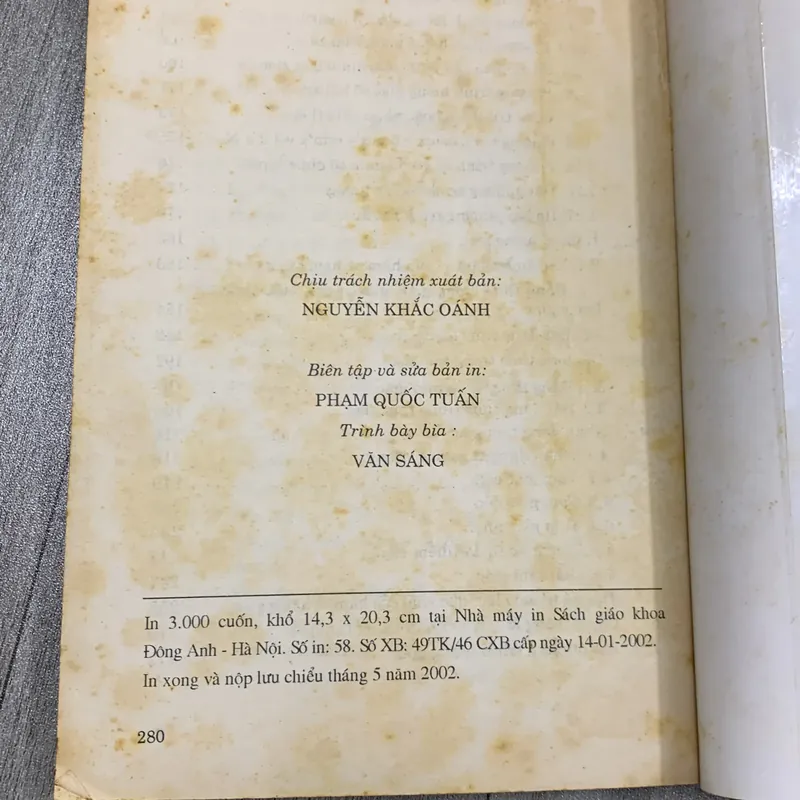 Chịu trách nhiệm xuất bản:
NGUYỄN KHẮC OÁNH
Biên tập và sửa bản in:
PHẠM QUỐC TUẤN
Trình bày bìa :
VĂN SÁNG
In 3.000 cuốn, khổ 14,3 x 20,3 cm tại Nhà máy in Sách giáo khoa
Đông Anh - Hà Nội. Số in: 58. Số XB: 49TK/46 CXB cấp ngày 14-01-2002.
In xong và nộp lưu chiểu tháng 5 năm 2002.
280